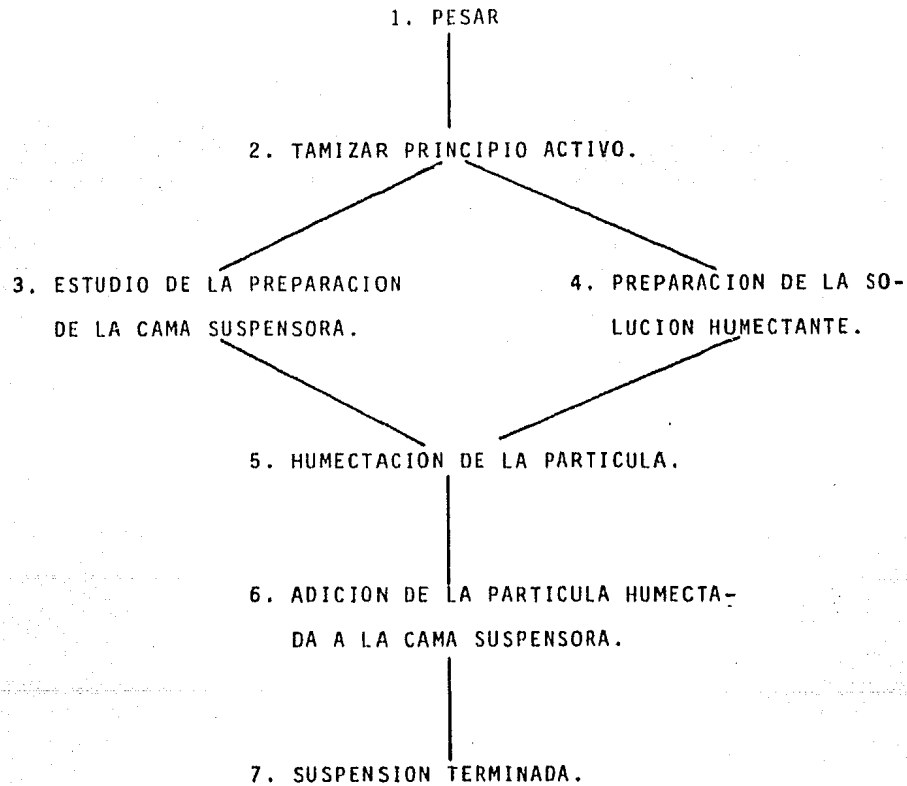 1. PESAR
2. TAMIZAR PRINCIPIO ACTIVO.
3. ESTUDIO DE LA PREPARACION
DE LA CAMA SUSPENSORA.
4. PREPARACION DE LA SO-
LUCION HUMECTANTE.
5. HUMECTACION DE LA PARTICULA.
6. ADICION DE LA PARTICULA HUMECTA-
DA A LA CAMA SUSPENSORA.
7. SUSPENSION TERMINADA.